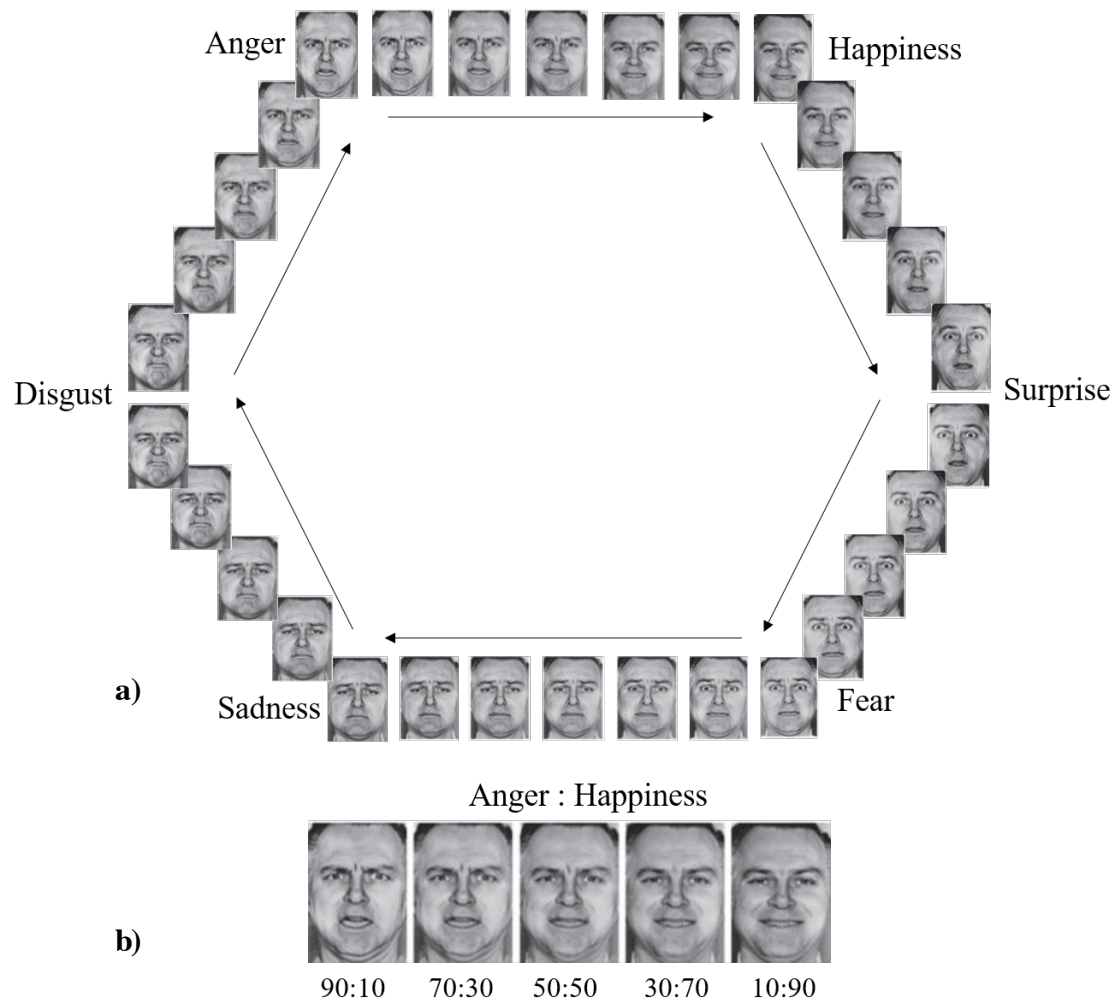 Anger
Happiness
Disgust
Surprise
a)
Sadness
Fear
Anger : Happiness
b)
90:10 70:30 50:50 30:70 10:90